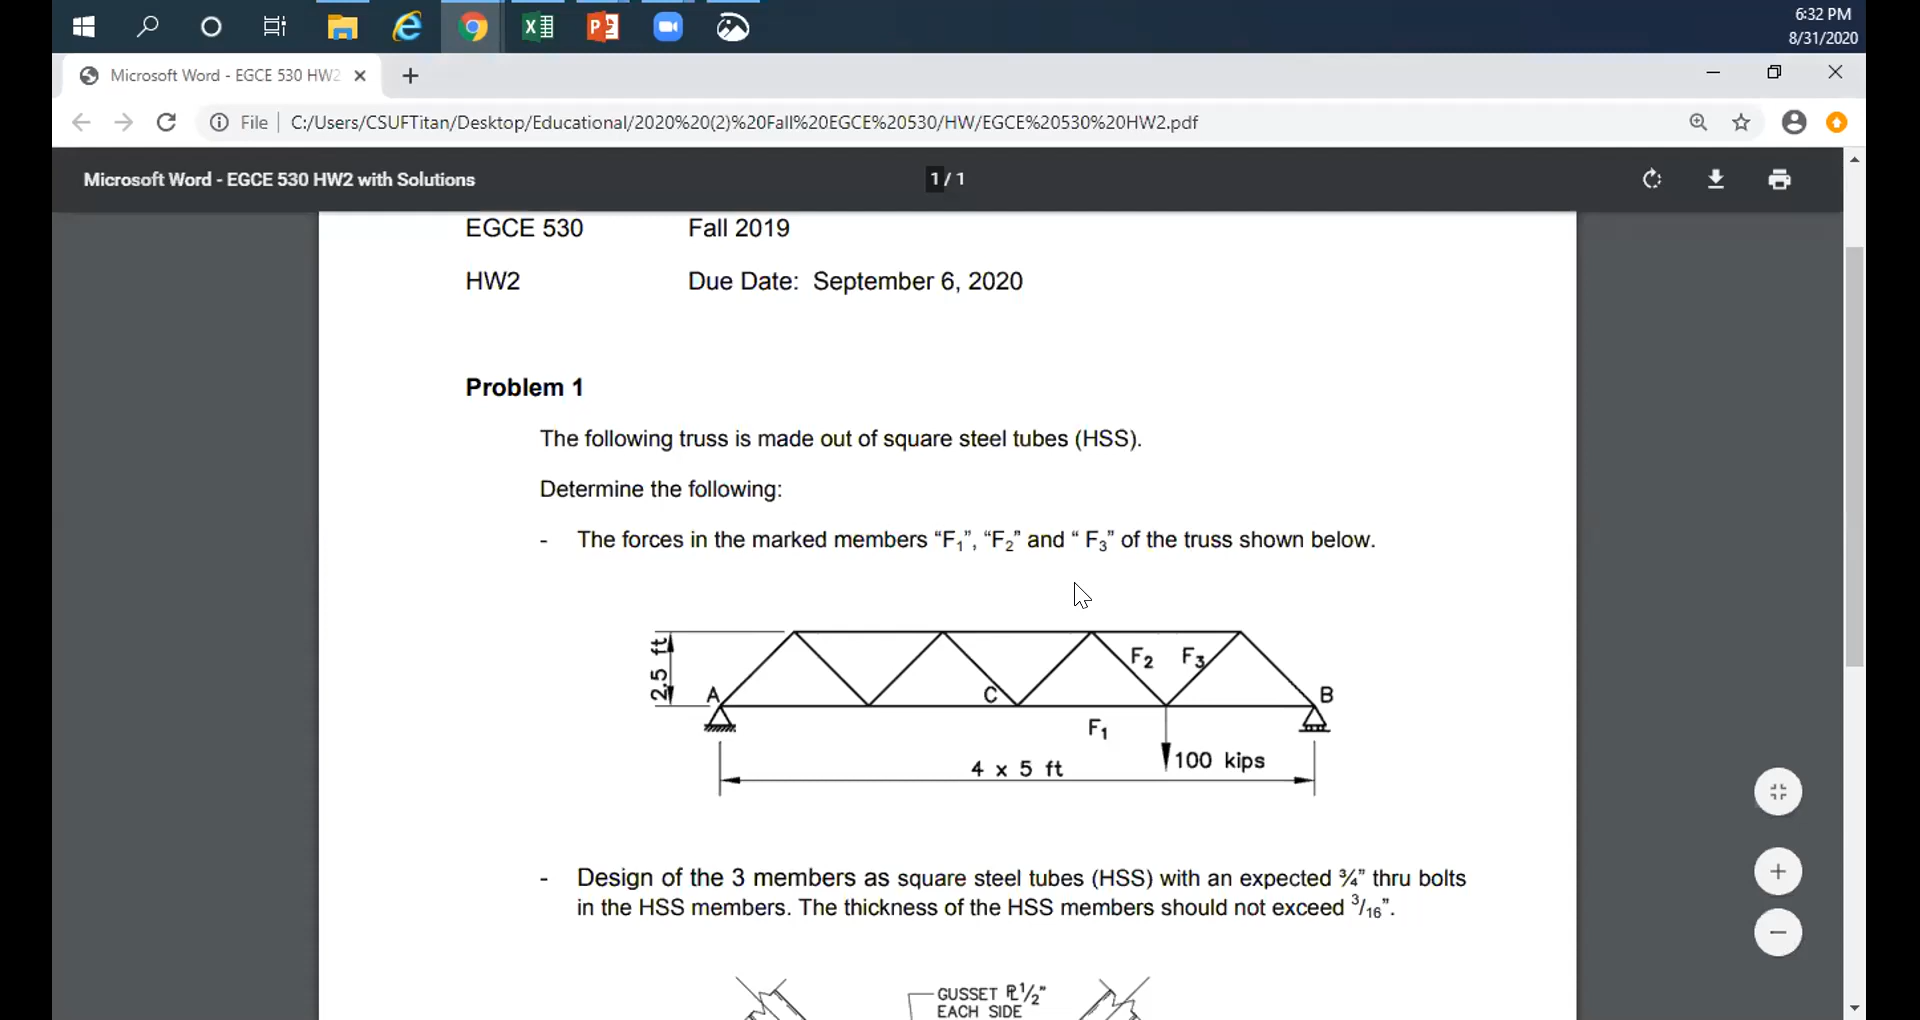 6:32 PM
8/31/2020
Microsoft Word - EGCE 530 HW2
File | C:/Users/CSUFTitan/Desktop/Educational/2020%20(2)%20Fall%20EGCE%20530/HW/EGCE%20530%20HW2.pdf
Microsoft Word - EGCE 530 HW2 with Solutions
1 / 1
EGCE 530 Fall 2019
HW2 Due Date: September 6, 2020
Problem 1
The following truss is made out of square steel tubes (HSS).
Determine the following:
- The forces in the marked members “F₁”, “F₂” and “ F₃” of the truss shown below.
2.5 ft
A
C
F₂
F₃
B
F₁
100 kips
4 x 5 ft
- Design of the 3 members as square steel tubes (HSS) with an expected ¾” thru bolts
in the HSS members. The thickness of the HSS members should not exceed ³/₁₆”.
GUSSET ℄1/2"
EACH SIDE